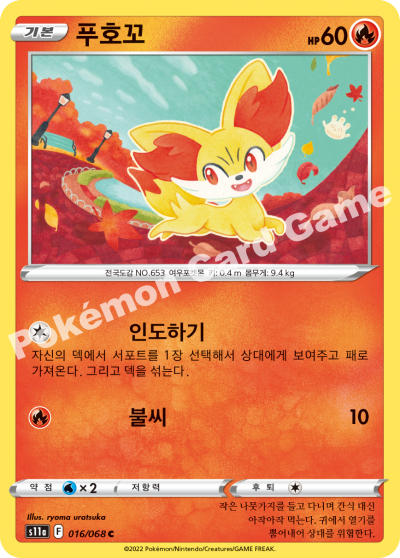 기본 푸호꼬 HP 60
전국도감 NO.653 여우포켓몬 키: 0.4 m 몸무게: 9.4 kg
Pokémon Card Game
인도하기
자신의 덱에서 서포트를 1장 선택해서 상대에게 보여주고 패로
가져온다. 그리고 덱을 섞는다.
불씨 10
약점 ×2 저항력 후퇴
Illus. ryoma uratsuka
s11a F 016/068 C
작은 나뭇가지를 들고 다니며 간식 대신
아작아작 먹는다. 귀에서 열기를
뿜어내어 상대를 위협한다.
©2022 Pokémon/Nintendo/Creatures/GAME FREAK.